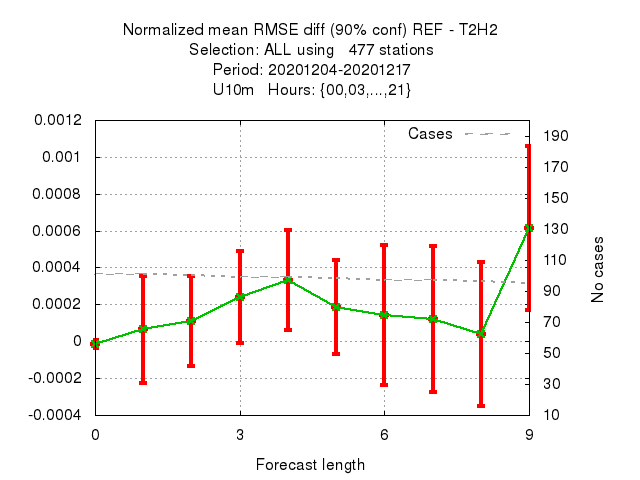 Normalized mean RMSE diff (90% conf) REF - T2H2
Selection: ALL using   477 stations
Period: 20201204-20201217
U10m   Hours: {00,03,...,21}
Cases
0.0012
0.001
0.0008
0.0006
0.0004
0.0002
0
-0.0002
-0.0004
190
170
150
130
110
90
70
50
30
10
No cases
0 3 6 9
Forecast length